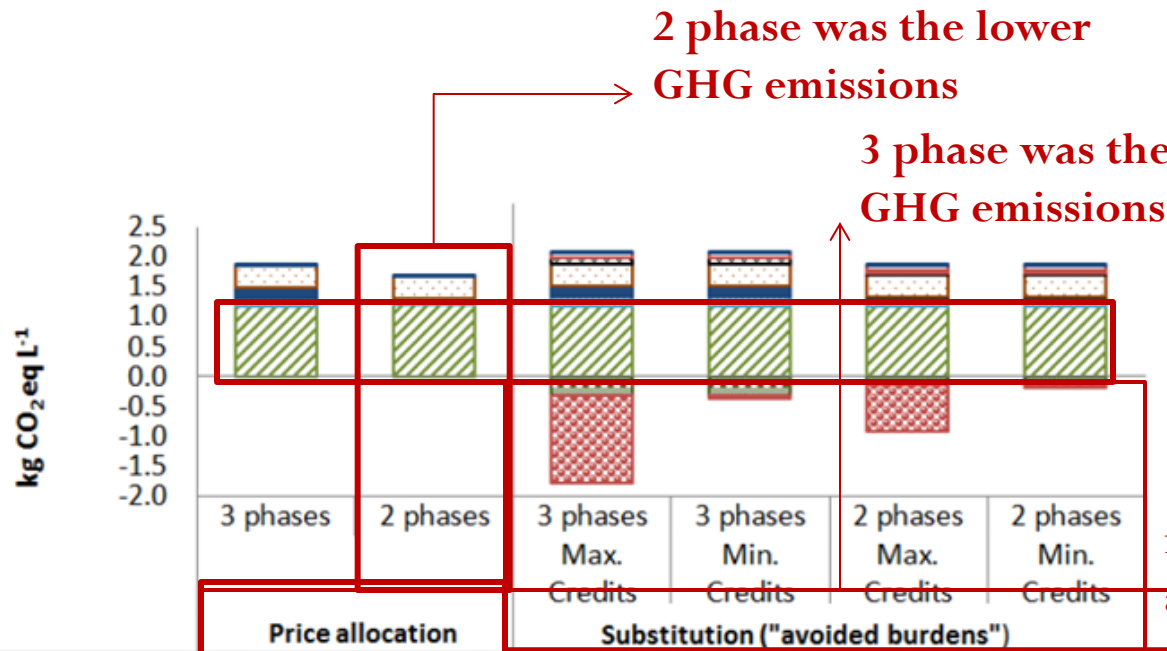 2 phase was the lower
GHG emissions
3 phase was the
GHG emissions
kg CO₂ eq L⁻¹
2.5
2.0
1.5
1.0
0.5
0.0
-0.5
-1.0
-1.5
-2.0
3 phases
2 phases
3 phases
Max.
Credits
3 phases
Min.
Credits
2 phases
Max.
Credits
2 phases
Min.
Credits
Price allocation
Substitution ("avoided burdens")